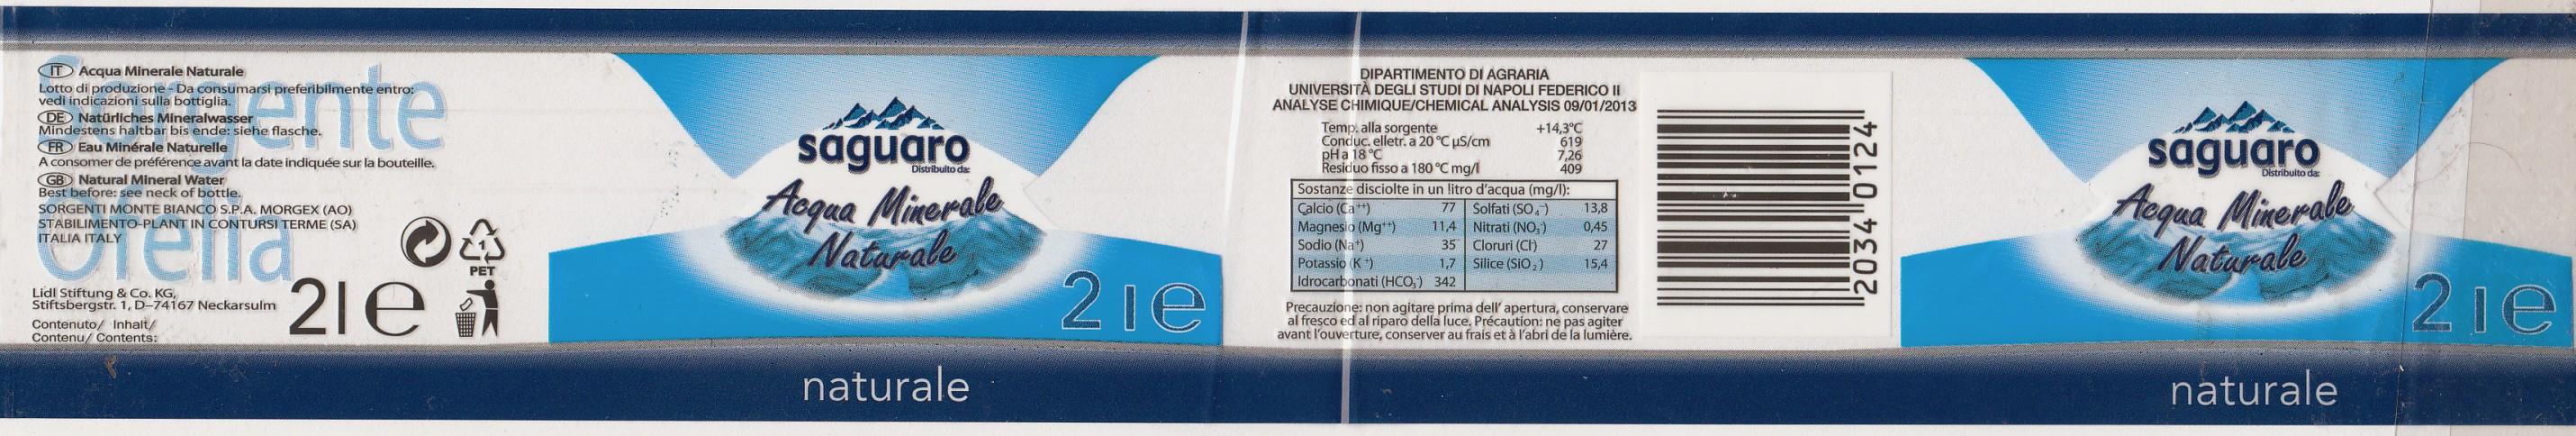 Sorgente
Ofelia
IT Acqua Minerale Naturale
Lotto di produzione - Da consumarsi preferibilmente entro:
vedi indicazioni sulla bottiglia.
DE Natürliches Mineralwasser
Mindestens haltbar bis ende: siehe flasche.
FR Eau Minérale Naturelle
A consomer de préférence avant la date indiquée sur la bouteille.
GB Natural Mineral Water
Best before: see neck of bottle.
SORGENTI MONTE BIANCO S.P.A. MORGEX (AO)
STABILIMENTO-PLANT IN CONTURSI TERME (SA)
ITALIA ITALY
Lidl Stiftung & Co. KG,
Stiftsbergstr. 1, D-74167 Neckarsulm
Contenuto/ Inhalt/
Contenu/ Contents:
2l e
1
PET
saguaro
Distribuito da:
Acqua Minerale
Naturale
2l e
naturale
DIPARTIMENTO DI AGRARIA
UNIVERSITÀ DEGLI STUDI DI NAPOLI FEDERICO II
ANALYSE CHIMIQUE/CHEMICAL ANALYSIS 09/01/2013
Temp. alla sorgente +14,3°C
Conduc. elletr. a 20 °C µS/cm 619
pH a 18 °C 7,26
Residuo fisso a 180 °C mg/l 409
Sostanze disciolte in un litro d'acqua (mg/l):
Calcio (Ca⁺⁺) 77 Solfati (SO₄⁻) 13,8
Magnesio (Mg⁺⁺) 11,4 Nitrati (NO₃⁻) 0,45
Sodio (Na⁺) 35 Cloruri (Cl⁻) 27
Potassio (K⁺) 1,7 Silice (SiO₂) 15,4
Idrocarbonati (HCO₃⁻) 342
Precauzione: non agitare prima dell' apertura, conservare
al fresco ed al riparo della luce. Précaution: ne pas agiter
avant l'ouverture, conserver au frais et à l'abri de la lumière.
2034 0124
saguaro
Distribuito da:
Acqua Minerale
Naturale
2l e
naturale